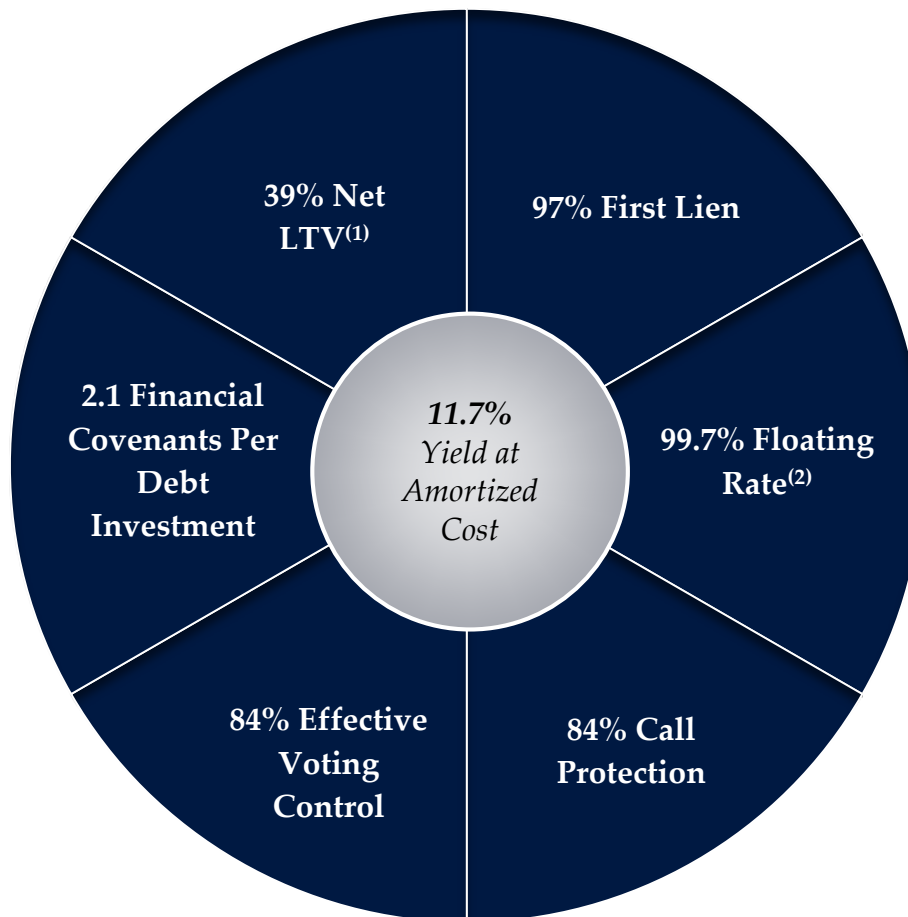 39% Net
LTV(1)
97% First Lien
2.1 Financial
Covenants Per
Debt
Investment
11.7%
Yield at
Amortized
Cost
99.7% Floating
Rate(2)
84% Effective
Voting
Control
84% Call
Protection